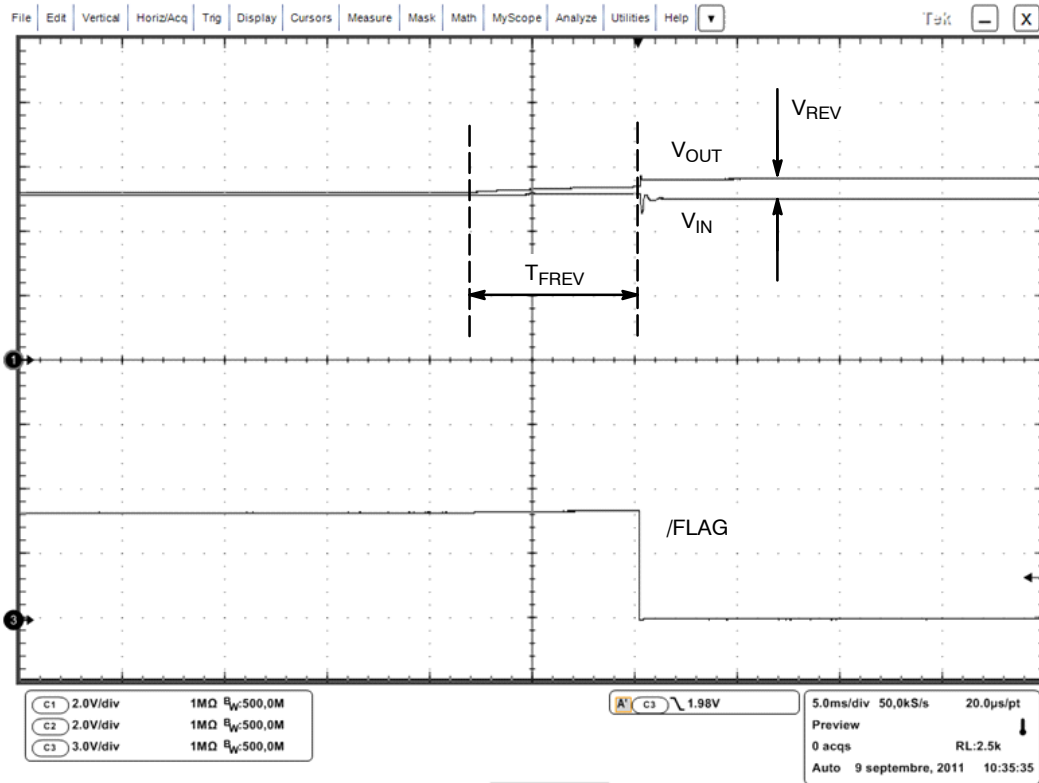 File Edit Vertical Horiz/Acq Trig Display Cursors Measure Mask Math MyScope Analyze Utilities Help Tek X
VREV
VOUT
VIN
TFREV
1
/FLAG
3
C1 2.0V/div 1MΩ BW:500,0M
C2 2.0V/div 1MΩ BW:500,0M
C3 3.0V/div 1MΩ BW:500,0M
A' C3 1.98V
5.0ms/div 50,0kS/s 20.0µs/pt
Preview
0 acqs RL:2.5k
Auto 9 septembre, 2011 10:35:35